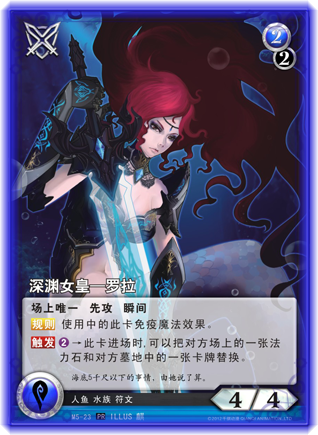 2
2
深渊女皇—罗拉
场上唯一 先攻 瞬间
规则 使用中的此卡免疫魔法效果。
触发 2→此卡进场时,可以把对方场上的一张法
力石和对方墓地中的一张卡牌替换。
海底5千尺以下的事情,由她说了算。
人鱼 水族 符文
4/4
M5-23 PR ILLUS